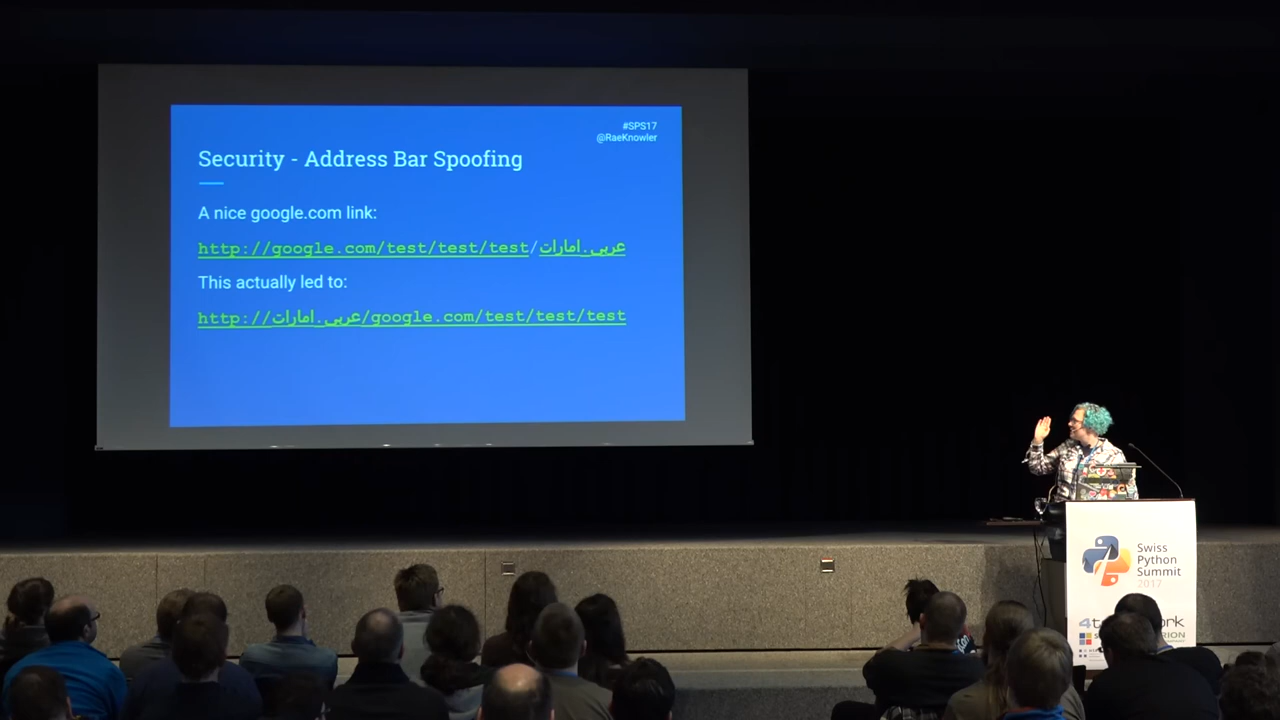 #SPS17
@RaeKnowler
Security - Address Bar Spoofing
A nice google.com link:
http://google.com/test/test/test/عربي.امارات
This actually led to:
http://عربي.امارات/google.com/test/test/test
Swiss
Python
Summit
2017